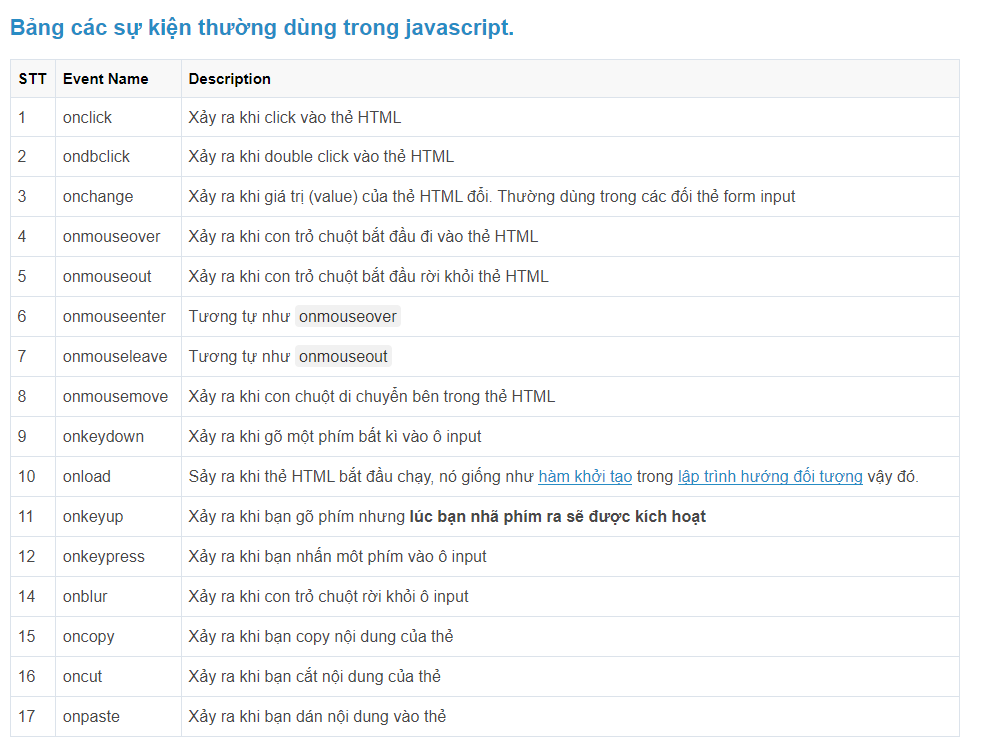 Bảng các sự kiện thường dùng trong javascript.
STT Event Name Description
1 onclick Xảy ra khi click vào thẻ HTML
2 ondbclick Xảy ra khi double click vào thẻ HTML
3 onchange Xảy ra khi giá trị (value) của thẻ HTML đổi. Thường dùng trong các đối thẻ form input
4 onmouseover Xảy ra khi con trỏ chuột bắt đầu đi vào thẻ HTML
5 onmouseout Xảy ra khi con trỏ chuột bắt đầu rời khỏi thẻ HTML
6 onmouseenter Tương tự như onmouseover
7 onmouseleave Tương tự như onmouseout
8 onmousemove Xảy ra khi con chuột di chuyển bên trong thẻ HTML
9 onkeydown Xảy ra khi gõ một phím bất kì vào ô input
10 onload Sảy ra khi thẻ HTML bắt đầu chạy, nó giống như hàm khởi tạo trong lập trình hướng đối tượng vậy đó.
11 onkeyup Xảy ra khi bạn gõ phím nhưng lúc bạn nhã phím ra sẽ được kích hoạt
12 onkeypress Xảy ra khi bạn nhấn môt phím vào ô input
14 onblur Xảy ra khi con trỏ chuột rời khỏi ô input
15 oncopy Xảy ra khi bạn copy nội dung của thẻ
16 oncut Xảy ra khi bạn cắt nội dung của thẻ
17 onpaste Xảy ra khi bạn dán nội dung vào thẻ